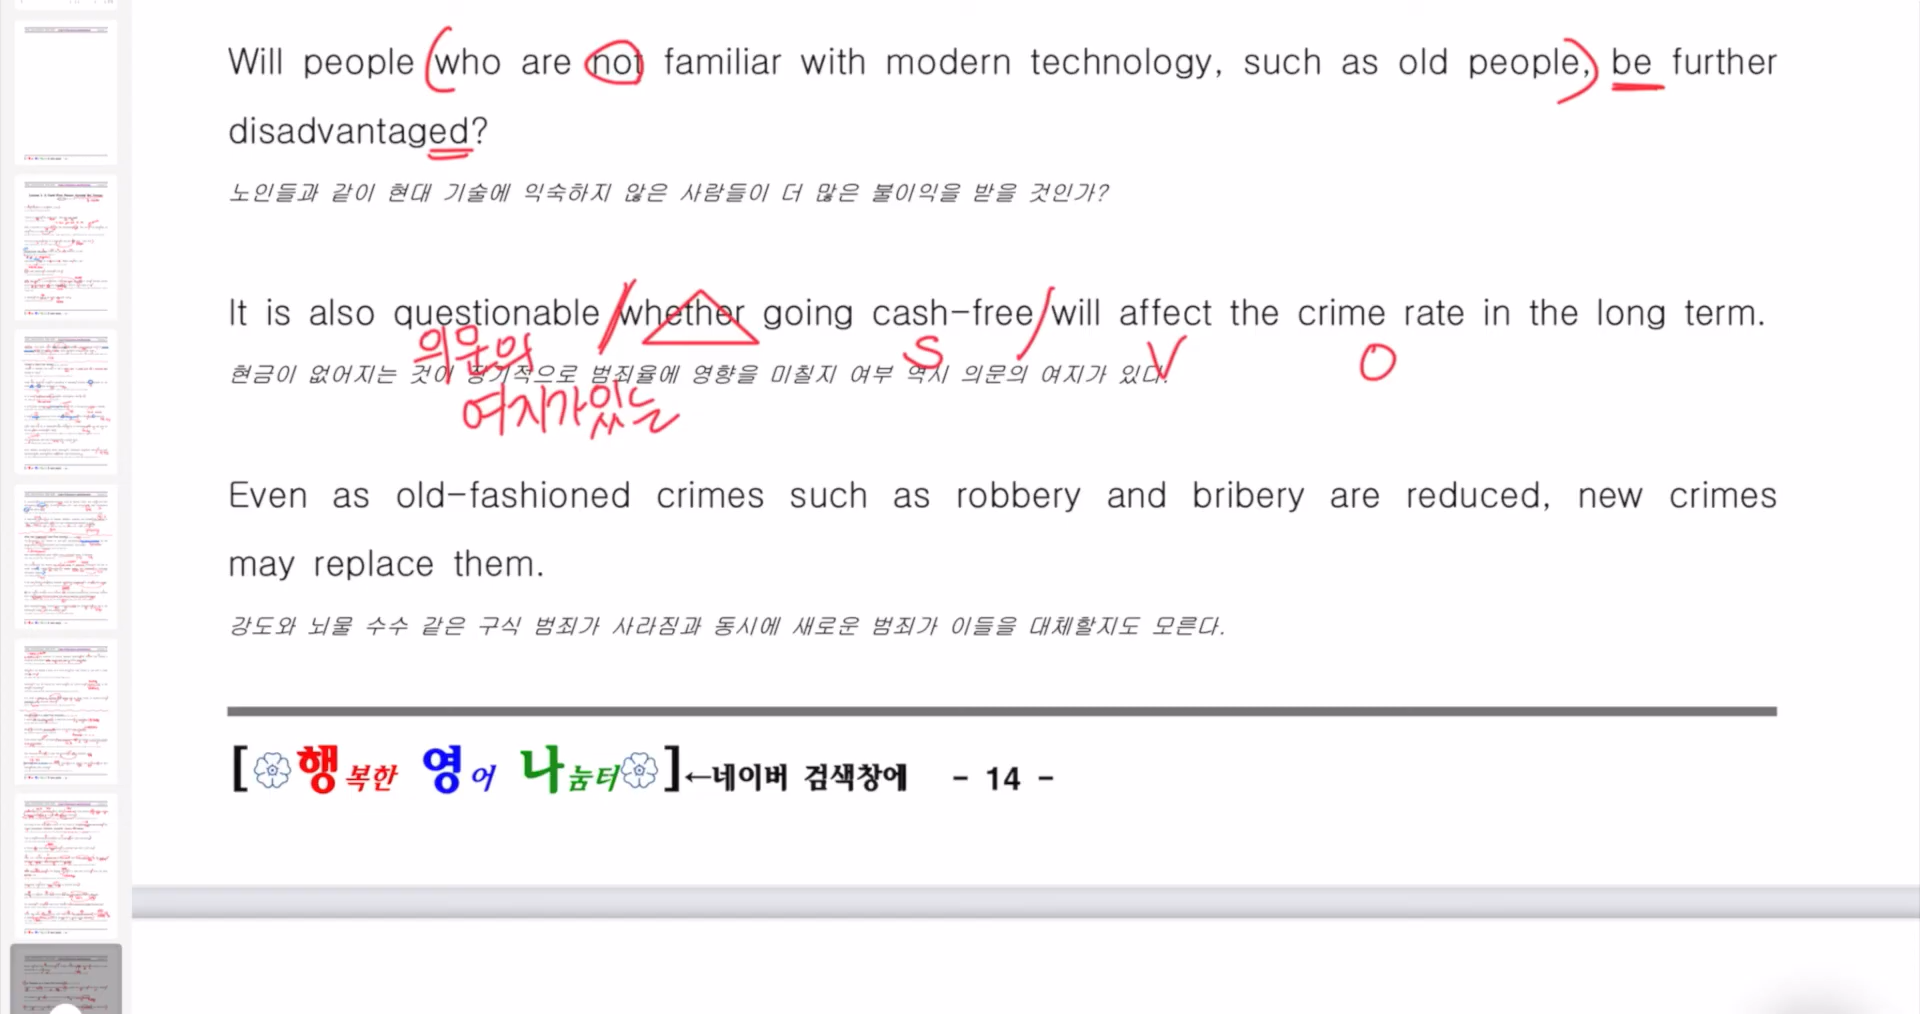 Will people who are not familiar with modern technology, such as old people, be further
disadvantaged?
노인들과 같이 현대 기술에 익숙하지 않은 사람들이 더 많은 불이익을 받을 것인가?
It is also questionable whether going cash-free will affect the crime rate in the long term.
의문의
S
V
O
현금이 없어지는 것이 장기적으로 범죄율에 영향을 미칠지 여부 역시 의문의 여지가 있다.
여지가있는
Even as old-fashioned crimes such as robbery and bribery are reduced, new crimes
may replace them.
강도와 뇌물 수수 같은 구식 범죄가 사라짐과 동시에 새로운 범죄가 이들을 대체할지도 모른다.
[행복한 영어 나눔터]←네이버 검색창에 - 14 -